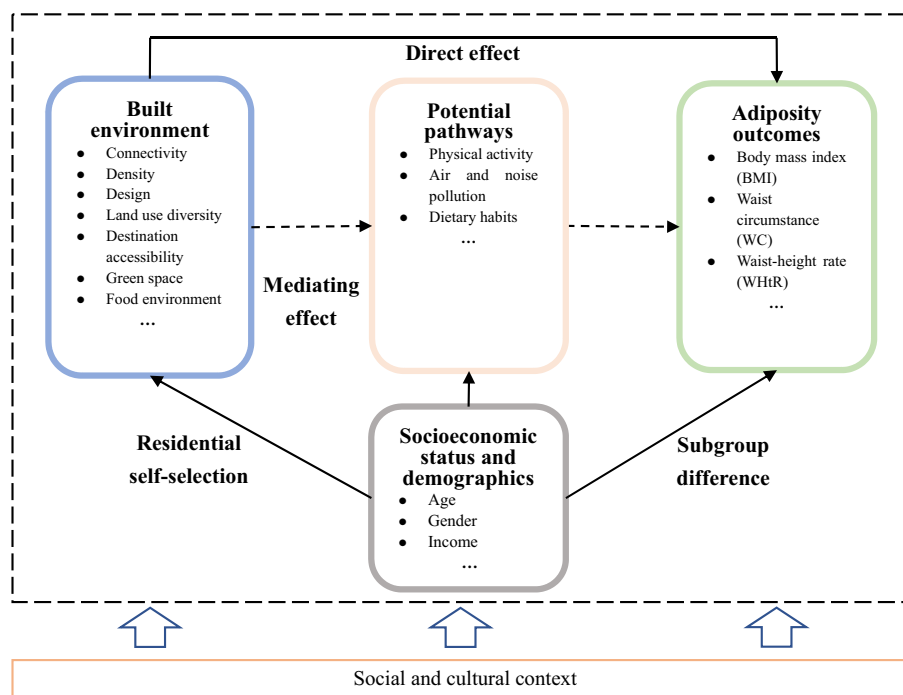 Direct effect
Built
environment
● Connectivity
● Density
● Design
● Land use diversity
● Destination
accessibility
● Green space
● Food environment
...
Potential
pathways
● Physical activity
● Air and noise
pollution
● Dietary habits
...
Adiposity
outcomes
● Body mass index
(BMI)
● Waist
circumstance
(WC)
● Waist-height rate
(WHtR)
...
Mediating
effect
Residential
self-selection
Socioeconomic
status and
demographics
● Age
● Gender
● Income
...
Subgroup
difference
Social and cultural context